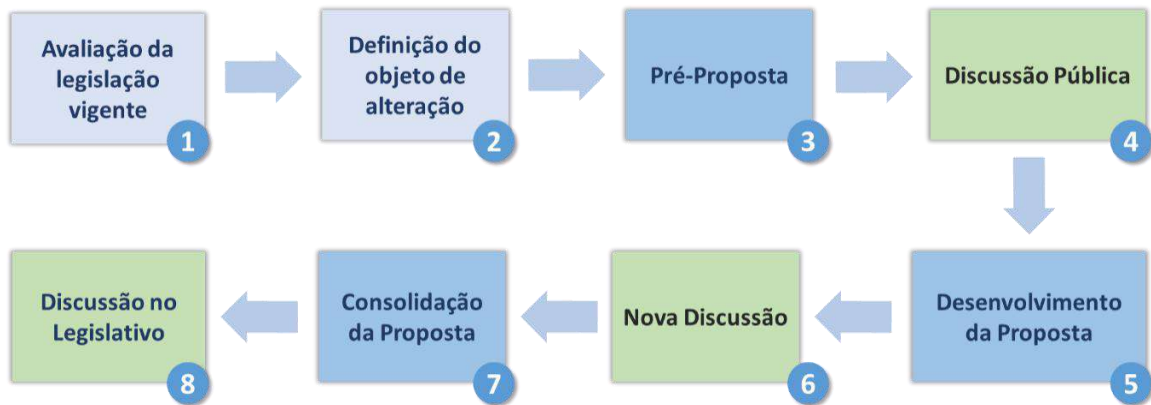 Avaliação da
legislação
vigente
1
Definição do
objeto de
alteração
2
Pré-Proposta
3
Discussão Pública
4
Desenvolvimento
da Proposta
5
Nova Discussão
6
Consolidação
da Proposta
7
Discussão no
Legislativo
8